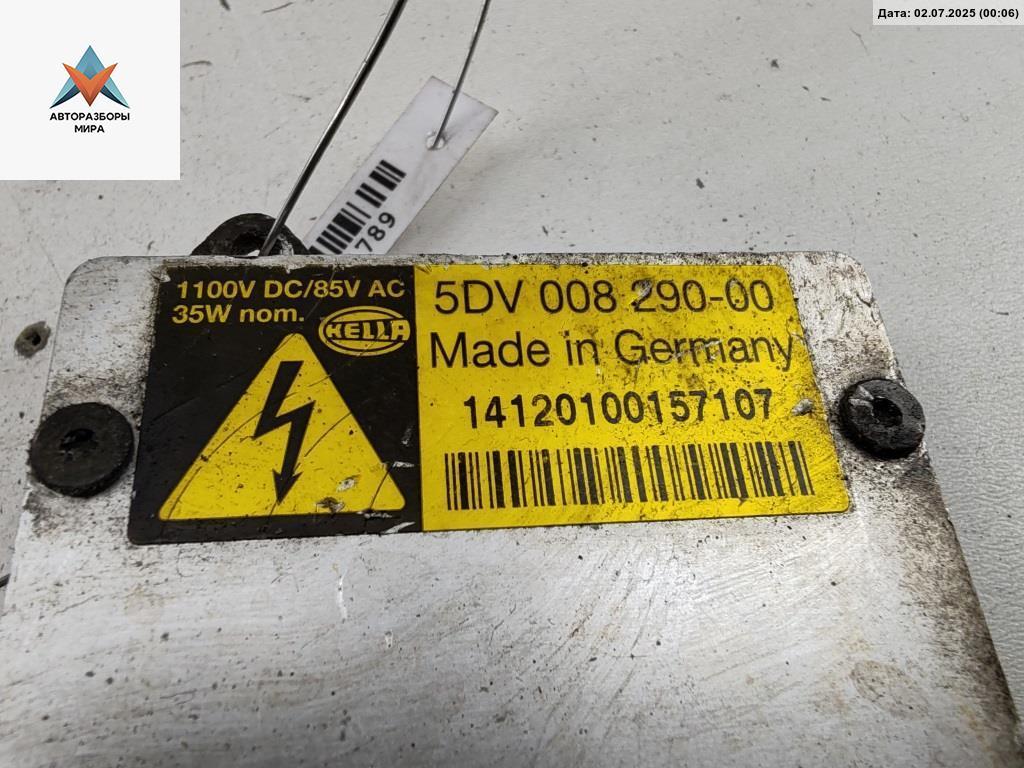 Дата: 02.07.2025 (00:06)
АВТОРАЗБОРЫ
МИРА
789
1100V DC/85V AC
35W nom.
HELLA
5DV 008 290-00
Made in Germany
14120100157107